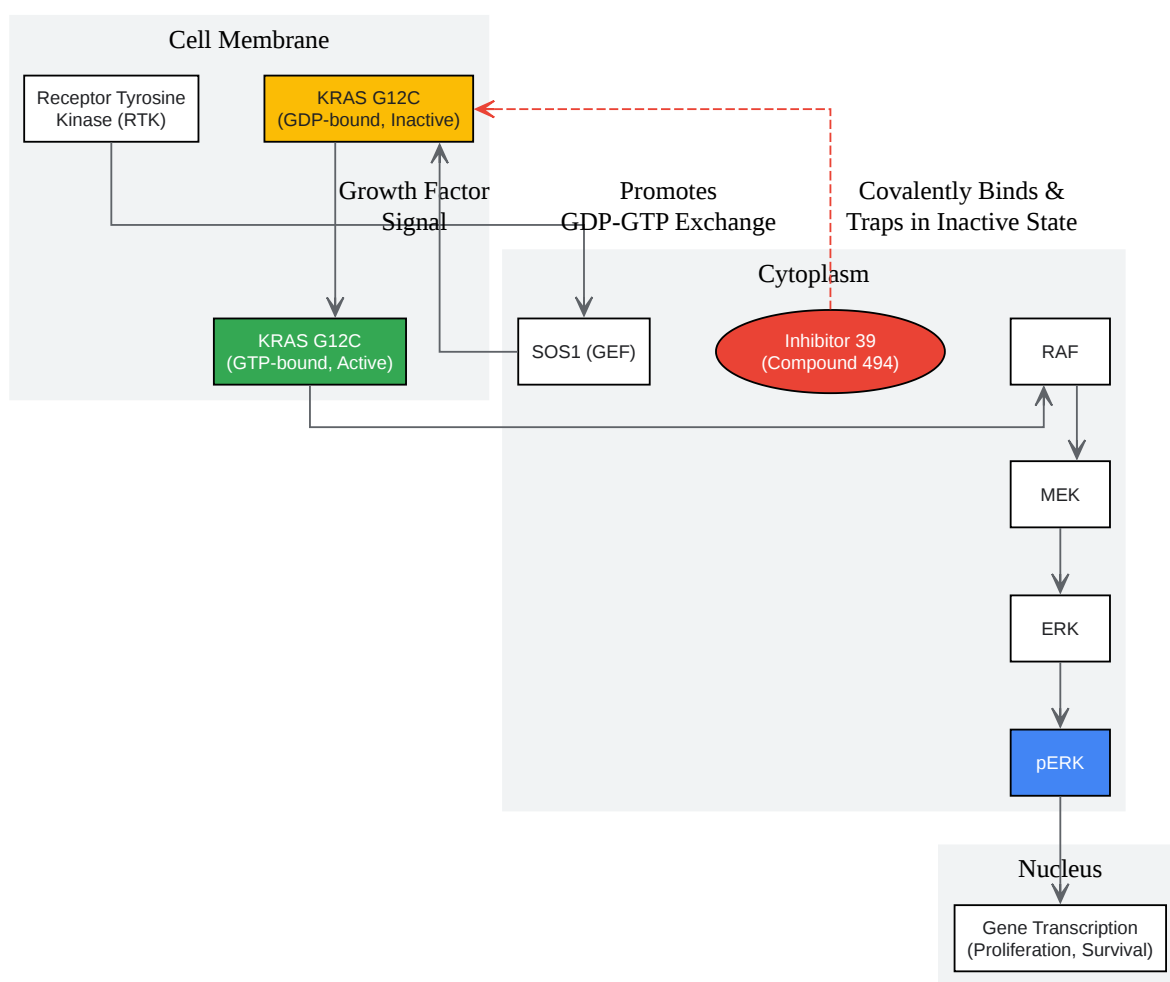 Cell Membrane
Receptor Tyrosine
Kinase (RTK)
KRAS G12C
(GDP-bound, Inactive)
Growth Factor
Signal
Promotes
GDP-GTP Exchange
Covalently Binds &
Traps in Inactive State
Cytoplasm
KRAS G12C
(GTP-bound, Active)
SOS1 (GEF)
Inhibitor 39
(Compound 494)
RAF
MEK
ERK
pERK
Nucleus
Gene Transcription
(Proliferation, Survival)